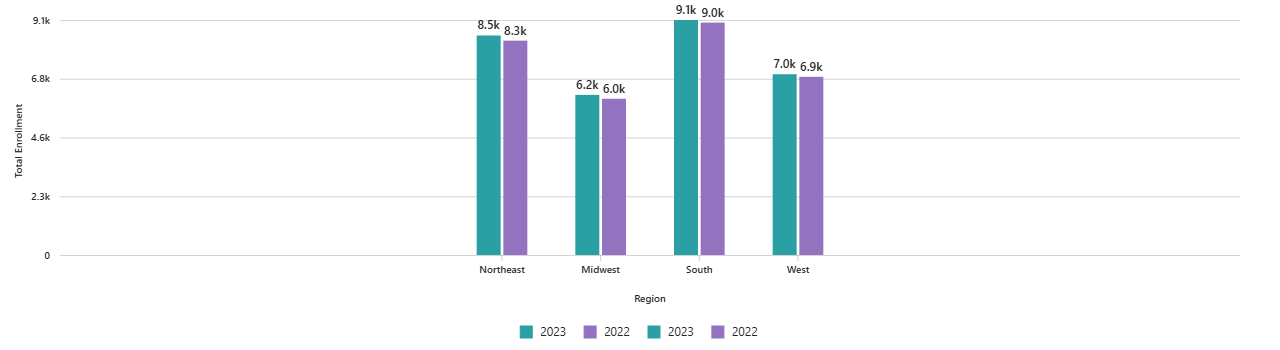 9.1k
6.8k
4.6k
2.3k
0
Total Enrollment
8.5k 8.3k
6.2k 6.0k
9.1k 9.0k
7.0k 6.9k
Northeast Midwest South West
Region
2023 2022 2023 2022